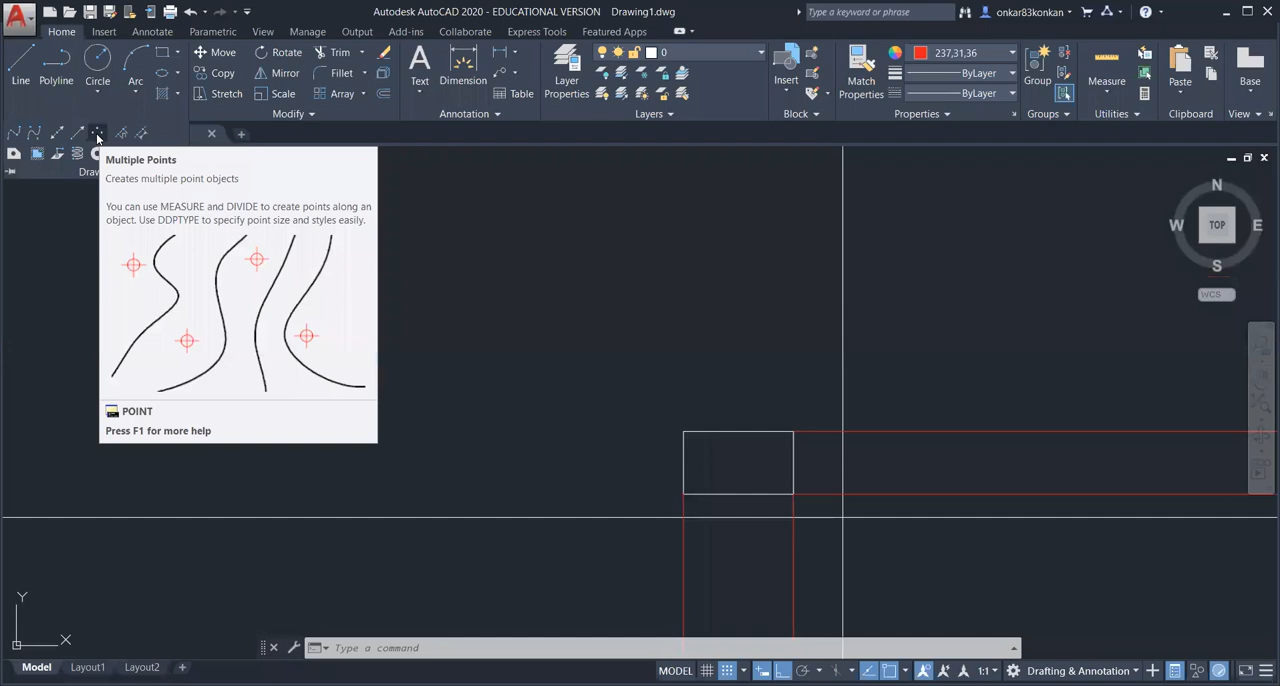 Autodesk AutoCAD 2020 - EDUCATIONAL VERSION Drawing1.dwg
Type a keyword or phrase
onkar83konkan
Home Insert Annotate Parametric View Manage Output Add-ins Collaborate Express Tools Featured Apps
Line Polyline Circle Arc
Move Rotate Trim
Copy Mirror Fillet
Stretch Scale Array
Modify
Text Dimension Table
Annotation
Layer Properties
0
Layers
Insert
Block
Match Properties
237,31,36
ByLayer
ByLayer
Properties
Group
Groups
Measure
Utilities
Paste
Clipboard
Base
View
Draw
Multiple Points
Creates multiple point objects
You can use MEASURE and DIVIDE to create points along an
object. Use DDPTYPE to specify point size and styles easily.
POINT
Press F1 for more help
N
W TOP E
S
WCS
Y
X
Type a command
Model Layout1 Layout2
MODEL 1:1 Drafting & Annotation